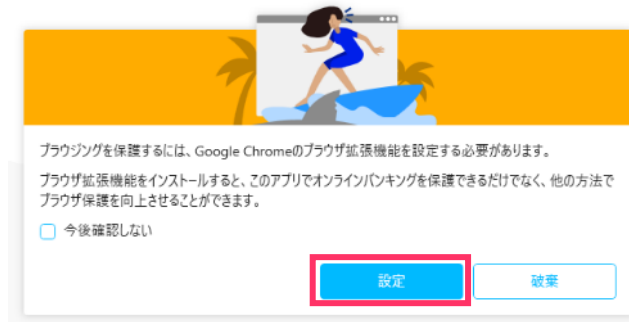 ブラウジングを保護するには、Google Chromeのブラウザ拡張機能を設定する必要があります。
ブラウザ拡張機能をインストールすると、このアプリでオンラインバンキングを保護できるだけでなく、他の方法で
ブラウザ保護を向上させることができます。
今後確認しない
設定
破棄